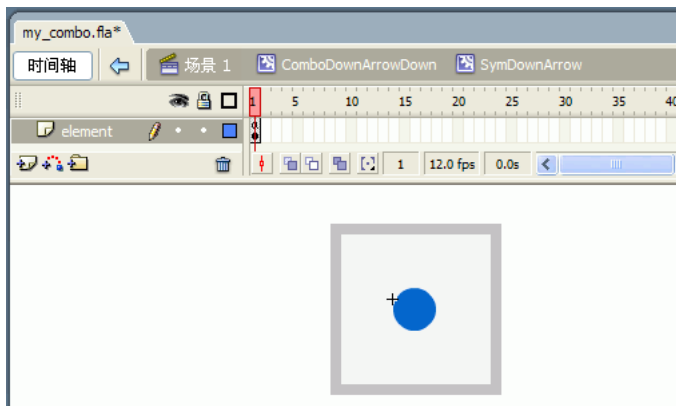 my_combo.fla*
时间轴 场景 1 ComboDownArrowDown SymDownArrow
1 5 10 15 20 25 30 35 40
element
1 12.0 fps 0.0s